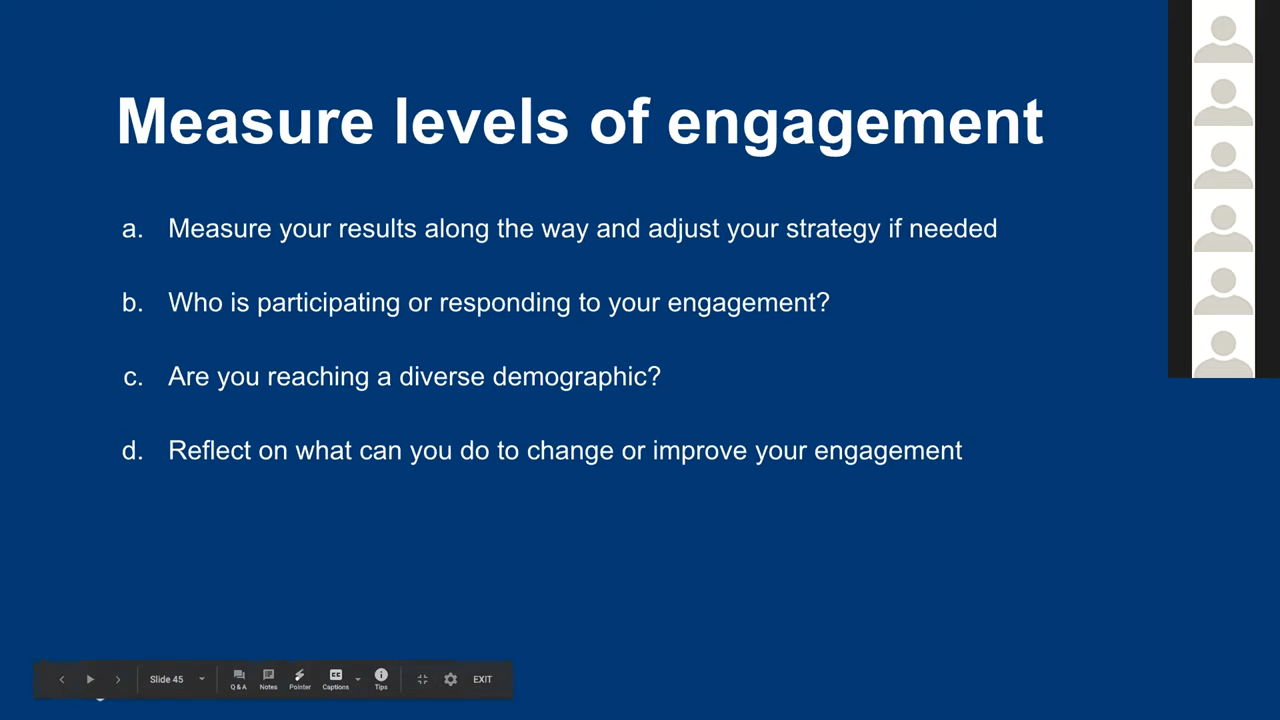 Measure levels of engagement
a. Measure your results along the way and adjust your strategy if needed
b. Who is participating or responding to your engagement?
c. Are you reaching a diverse demographic?
d. Reflect on what can you do to change or improve your engagement
Slide 45 Q & A Notes Pointer CC Captions Tips EXIT